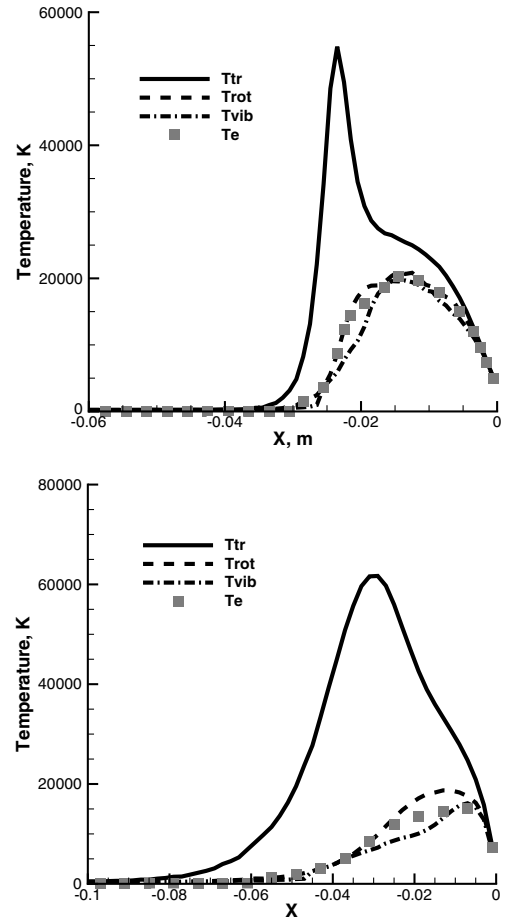 60000
Ttr
Trot
Tvib
Te
40000
Temperature, K
20000
0
-0.06 -0.04 -0.02 0
X, m
80000
Ttr
Trot
Tvib
Te
60000
Temperature, K
40000
20000
0
-0.1 -0.08 -0.06 -0.04 -0.02 0
X